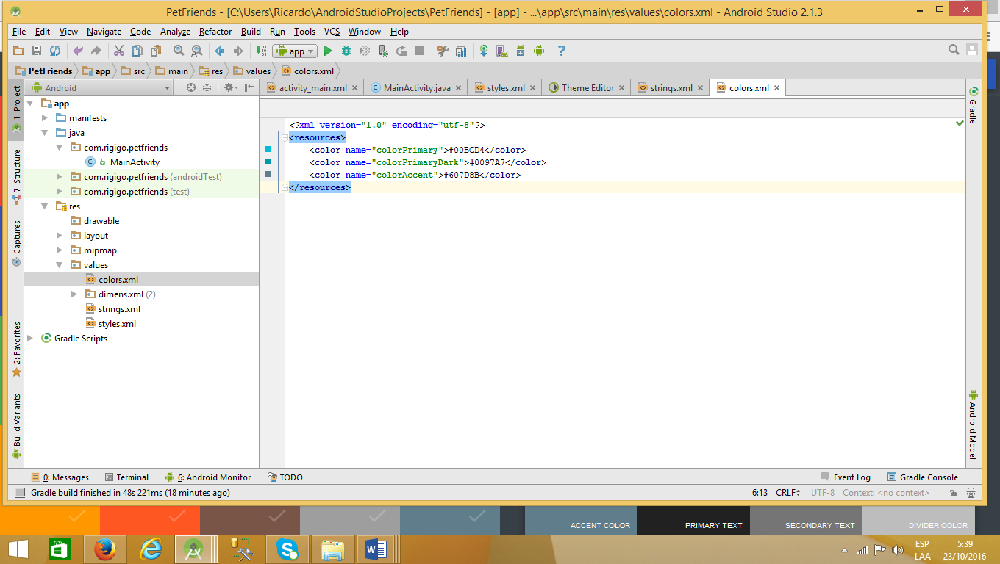 PetFriends - [C:\Users\Ricardo\AndroidStudioProjects\PetFriends] - [app] - ...\app\src\main\res\values\colors.xml - Android Studio 2.1.3
File Edit View Navigate Code Analyze Refactor Build Run Tools VCS Window Help
app
PetFriends app src main res values colors.xml
Android
activity_main.xml MainActivity.java styles.xml Theme Editor strings.xml colors.xml
1: Project
7: Structure
Captures
2: Favorites
Build Variants
app
manifests
java
com.rigigo.petfriends
MainActivity
com.rigigo.petfriends (androidTest)
com.rigigo.petfriends (test)
res
drawable
layout
mipmap
values
colors.xml
dimens.xml (2)
strings.xml
styles.xml
Gradle Scripts
<?xml version="1.0" encoding="utf-8"?>
<resources>
<color name="colorPrimary">#00BCD4</color>
<color name="colorPrimaryDark">#0097A7</color>
<color name="colorAccent">#607D8B</color>
</resources>
Gradle
Android Model
0: Messages Terminal 6: Android Monitor TODO Event Log Gradle Console
Gradle build finished in 48s 221ms (18 minutes ago) 6:13 CRLF UTF-8 Context: <no context>
ACCENT COLOR PRIMARY TEXT SECONDARY TEXT DIVIDER COLOR
ESP
LAA
5:39
23/10/2016